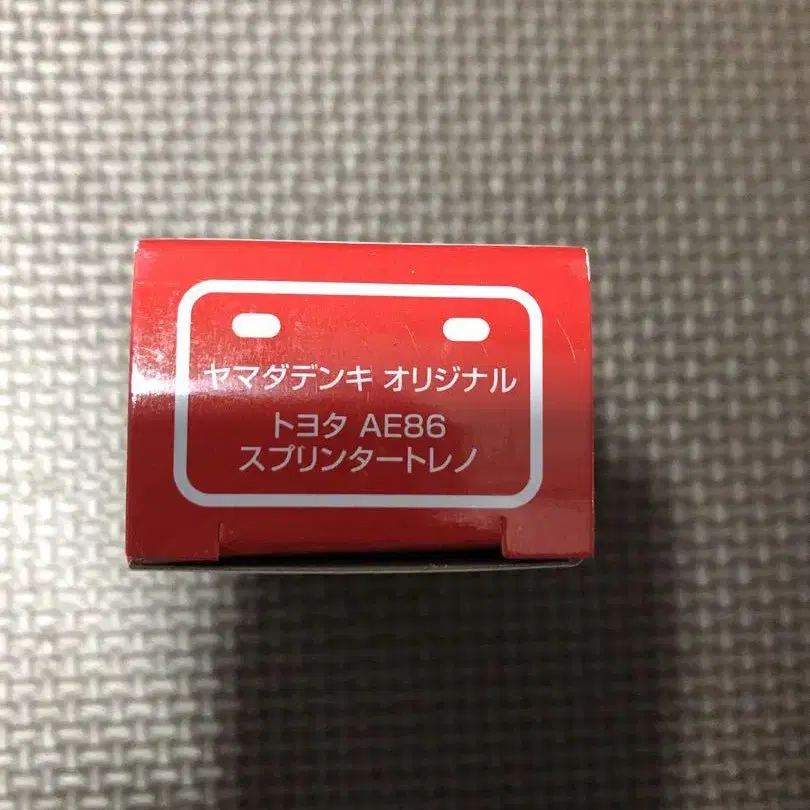 ヤマダデンキ オリジナル
トヨタ AE86
スプリンタートレノ